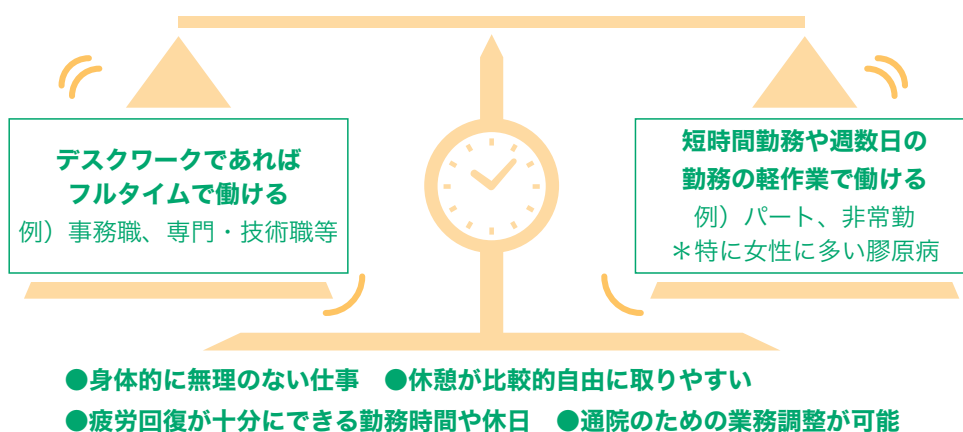 デスクワークであれば
フルタイムで働ける
例）事務職、専門・技術職等
短時間勤務や週数日の
勤務の軽作業で働ける
例）パート、非常勤
＊特に女性に多い膠原病
●身体的に無理のない仕事　●休憩が比較的自由に取りやすい
●疲労回復が十分にできる勤務時間や休日　●通院のための業務調整が可能